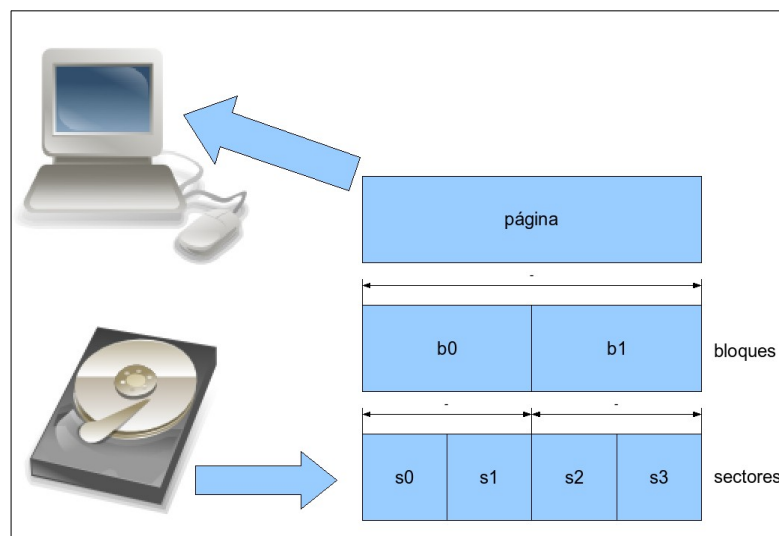 página
-
b0 b1 bloques
- -
s0 s1 s2 s3 sectores